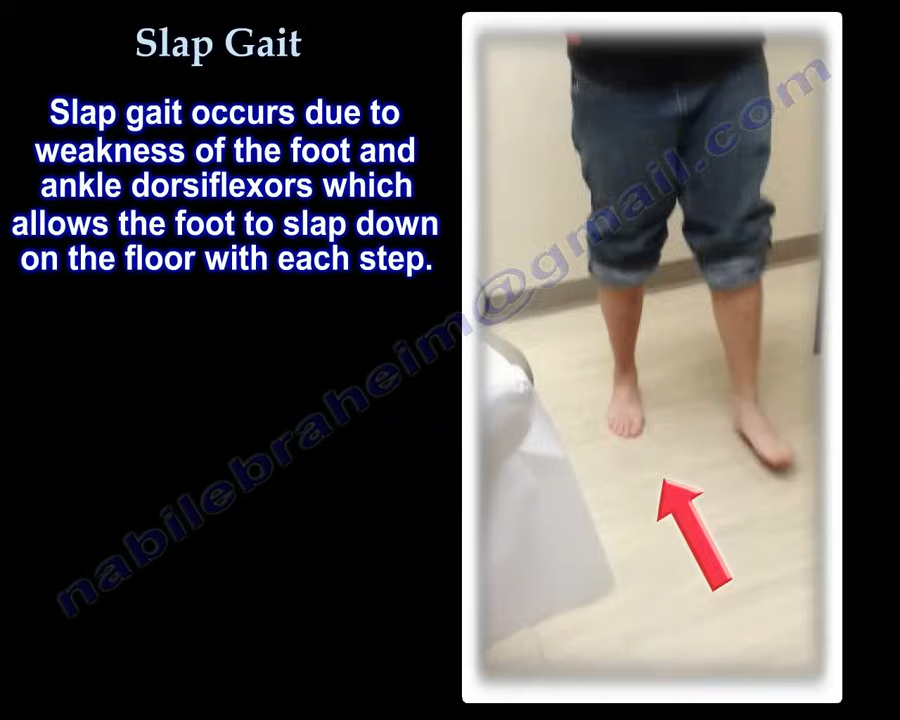 Slap Gait
Slap gait occurs due to
weakness of the foot and
ankle dorsiflexors which
allows the foot to slap down
on the floor with each step.
nabilebraheim@gmail.com